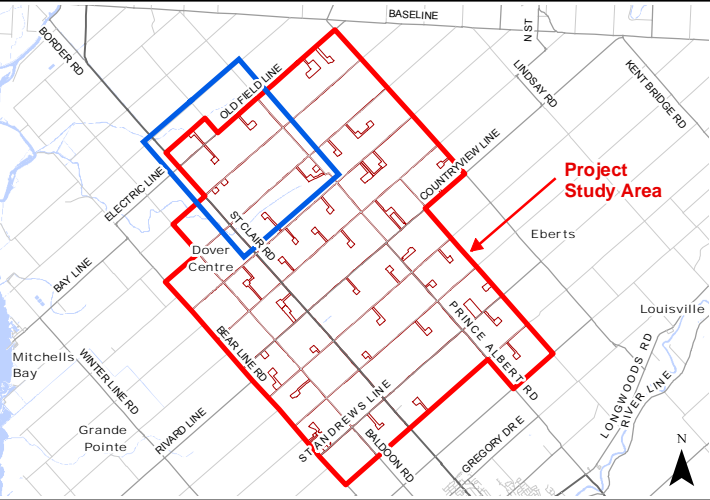 BASELINE
BORDER RD
N ST
OLD FIELD LINE
LINDSAY RD
KENT BRIDGE RD
COUNTRYVIEW LINE
Project
Study Area
ELECTRIC LINE
ST CLAIR RD
Eberts
Dover
Centre
BAY LINE
PRINCE ALBERT RD
Louisville
BEAR LINE RD
Mitchells
Bay
WINTER LINE RD
LONGWOODS RD
RIVER LINE
ST ANDREWS LINE
Grande
Pointe
RIVARD LINE
BALDOON RD
GREGORY DR E
N